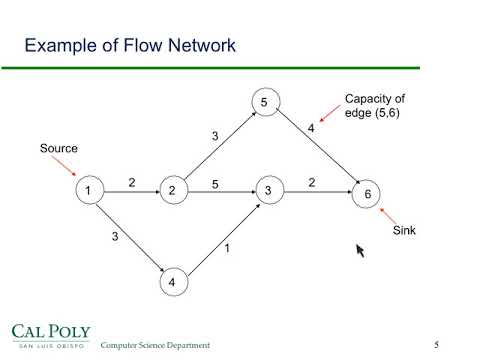 Example of Flow Network
Capacity of
edge (5,6)
Source
Sink
1
2
3
4
5
6
2
3
3
5
4
2
1
CAL POLY
SAN LUIS OBISPO
Computer Science Department
5